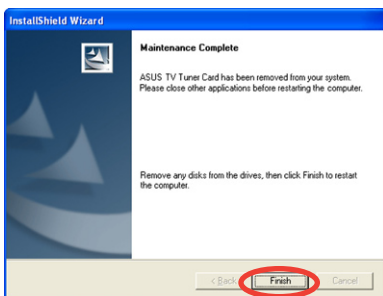 InstallShield Wizard
Maintenance Complete
ASUS TV Tuner Card has been removed from your system.
Please close other applications before restarting the computer.
Remove any disks from the drives, then click Finish to restart
the computer.
< Back
Finish
Cancel